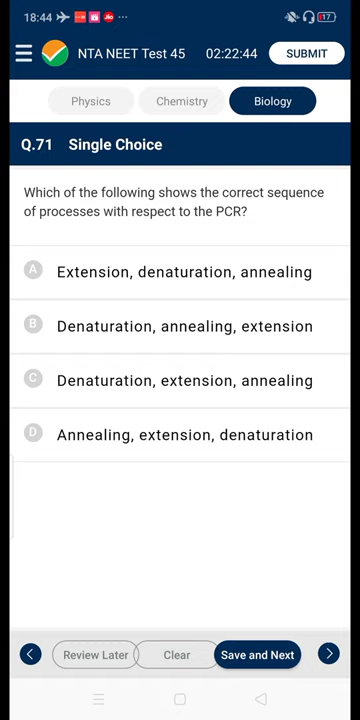 18:44
17
NTA NEET Test 45
02:22:44
SUBMIT
Physics
Chemistry
Biology
Q.71 Single Choice
Which of the following shows the correct sequence
of processes with respect to the PCR?
A Extension, denaturation, annealing
B Denaturation, annealing, extension
C Denaturation, extension, annealing
D Annealing, extension, denaturation
Review Later
Clear
Save and Next